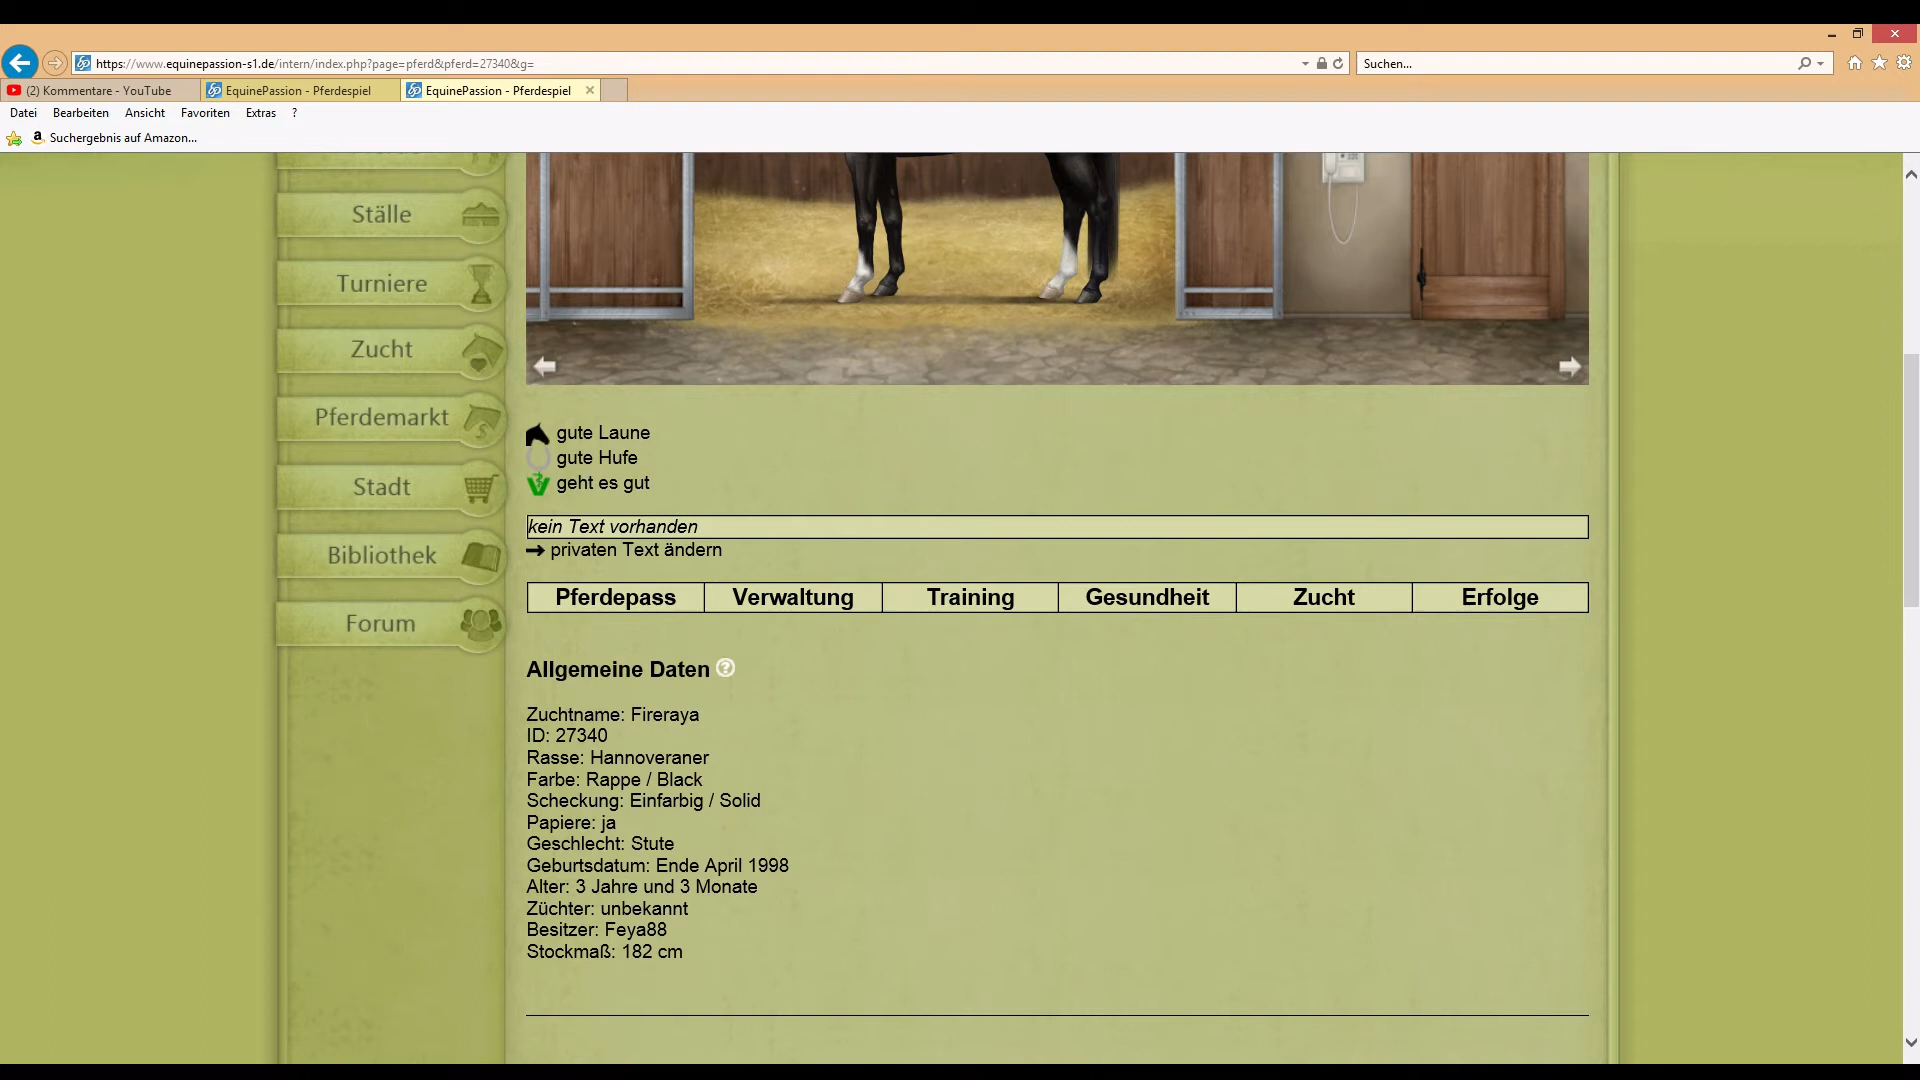 https://www.equinepassion-s1.de/intern/index.php?page=pferd&pferd=27340&g=
Suchen...
(2) Kommentare - YouTube
EquinePassion - Pferdespiel
EquinePassion - Pferdespiel
Datei Bearbeiten Ansicht Favoriten Extras ?
Suchergebnis auf Amazon...
Ställe
Turniere
Zucht
Pferdemarkt
Stadt
Bibliothek
Forum
gute Laune
gute Hufe
geht es gut
kein Text vorhanden
privaten Text ändern
Pferdepass Verwaltung Training Gesundheit Zucht Erfolge
Allgemeine Daten ?
Zuchtname: Fireraya
ID: 27340
Rasse: Hannoveraner
Farbe: Rappe / Black
Scheckung: Einfarbig / Solid
Papiere: ja
Geschlecht: Stute
Geburtsdatum: Ende April 1998
Alter: 3 Jahre und 3 Monate
Züchter: unbekannt
Besitzer: Feya88
Stockmaß: 182 cm